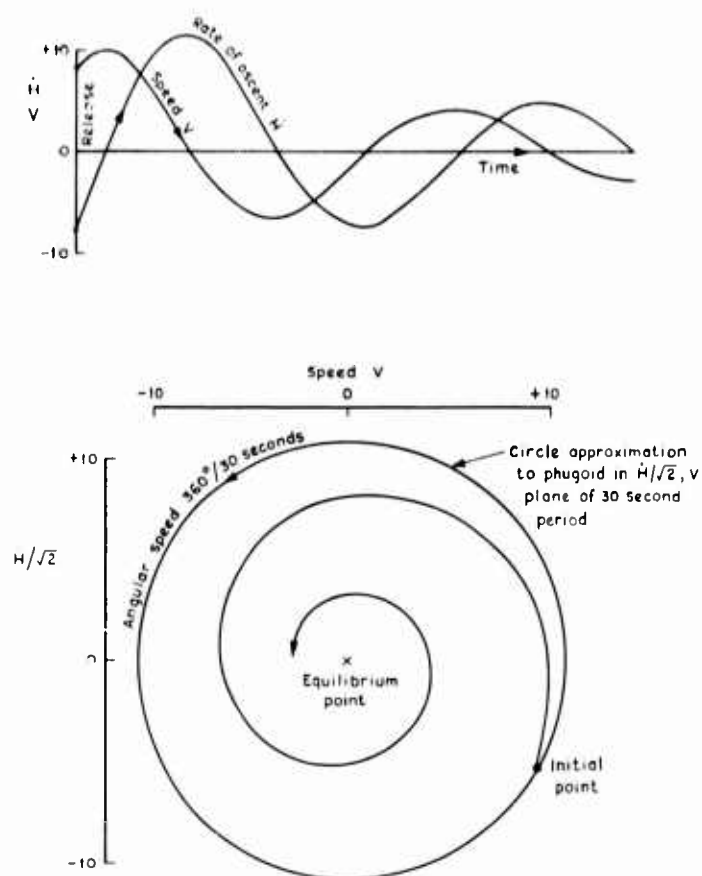 +10
Ḣ
V
0
-10
Release
Speed V
Rate of ascent Ḣ
Time
Speed V
-10 0 +10
+10
H/√2
0
-10
Angular speed 360°/30 seconds
Circle approximation
to phugoid in Ḣ/√2, V
plane of 30 second
period
Equilibrium
point
Initial
point